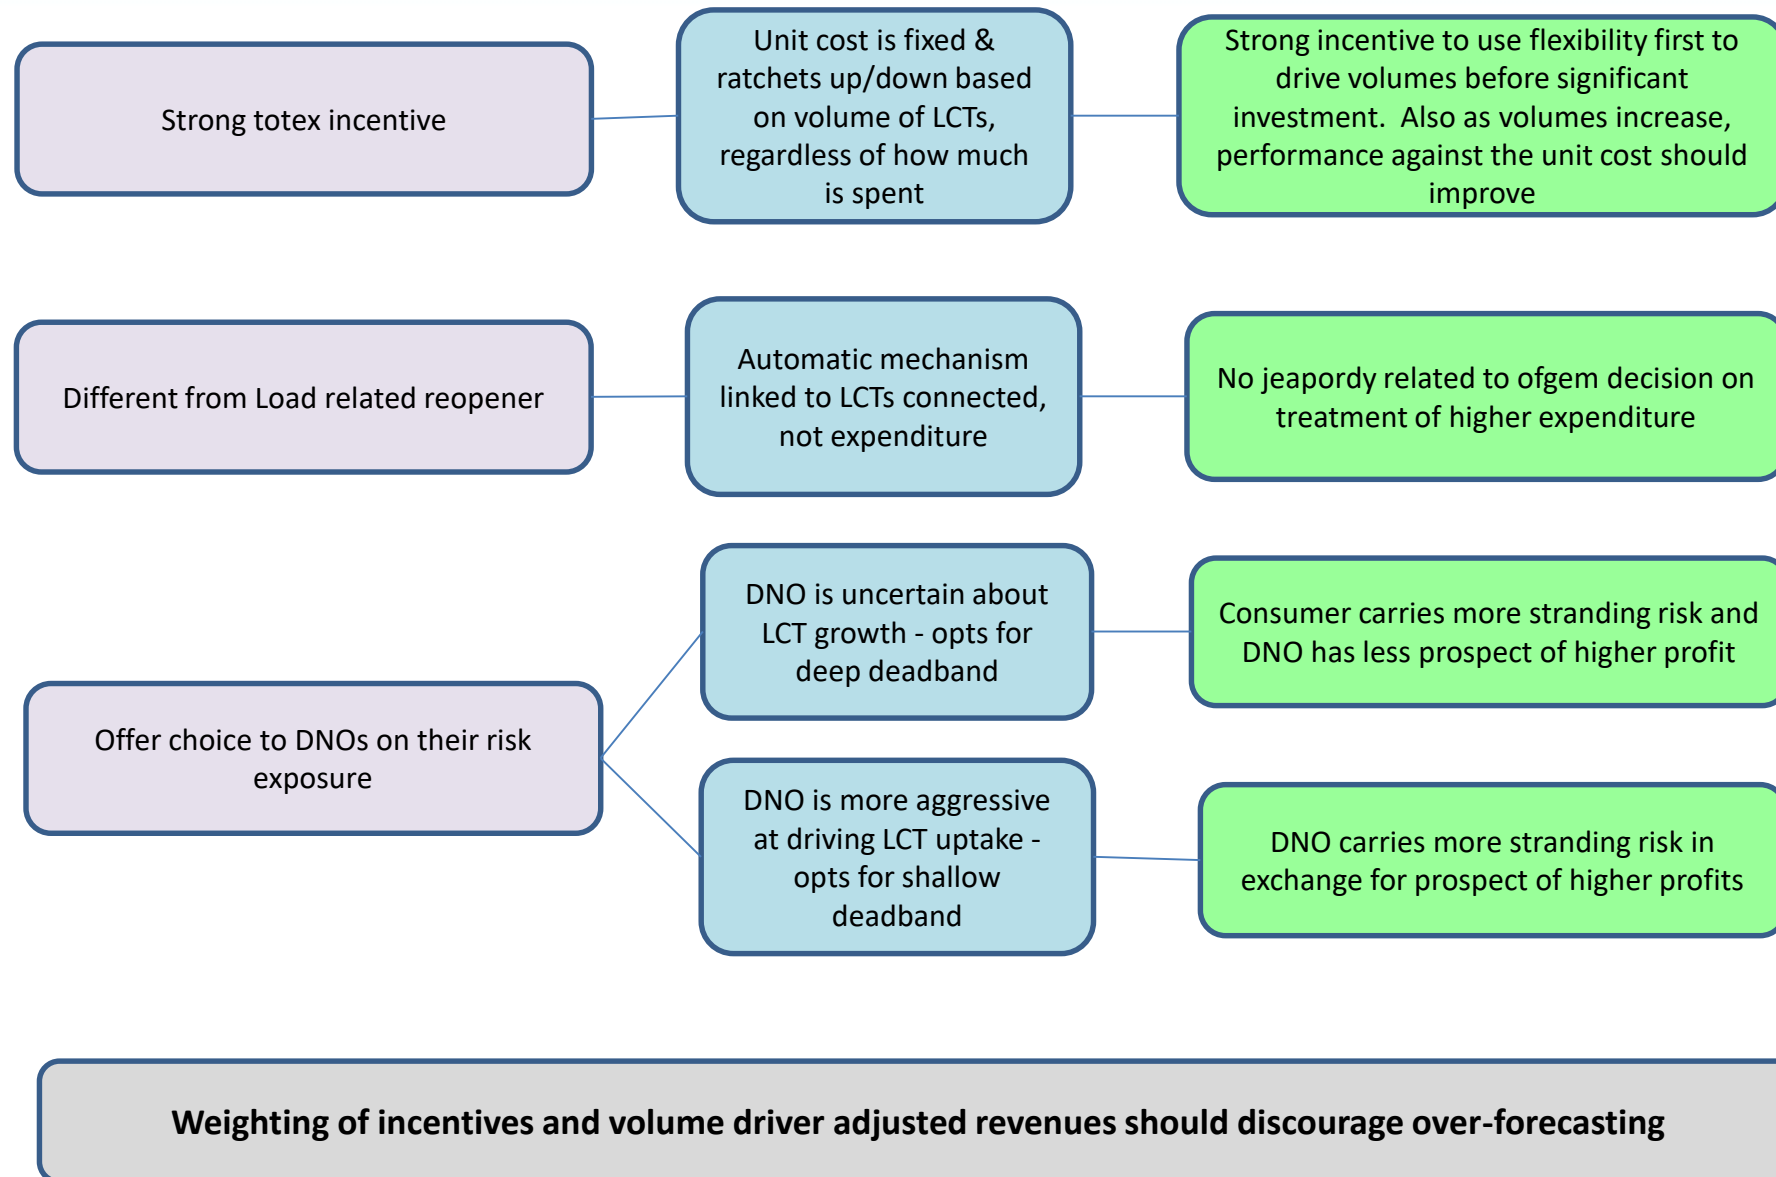 Strong totex incentive
Unit cost is fixed &
ratchets up/down based
on volume of LCTs,
regardless of how much
is spent
Strong incentive to use flexibility first to
drive volumes before significant
investment.  Also as volumes increase,
performance against the unit cost should
improve
Different from Load related reopener
Automatic mechanism
linked to LCTs connected,
not expenditure
No jeapordy related to ofgem decision on
treatment of higher expenditure
Offer choice to DNOs on their risk
exposure
DNO is uncertain about
LCT growth - opts for
deep deadband
Consumer carries more stranding risk and
DNO has less prospect of higher profit
DNO is more aggressive
at driving LCT uptake -
opts for shallow
deadband
DNO carries more stranding risk in
exchange for prospect of higher profits
Weighting of incentives and volume driver adjusted revenues should discourage over-forecasting